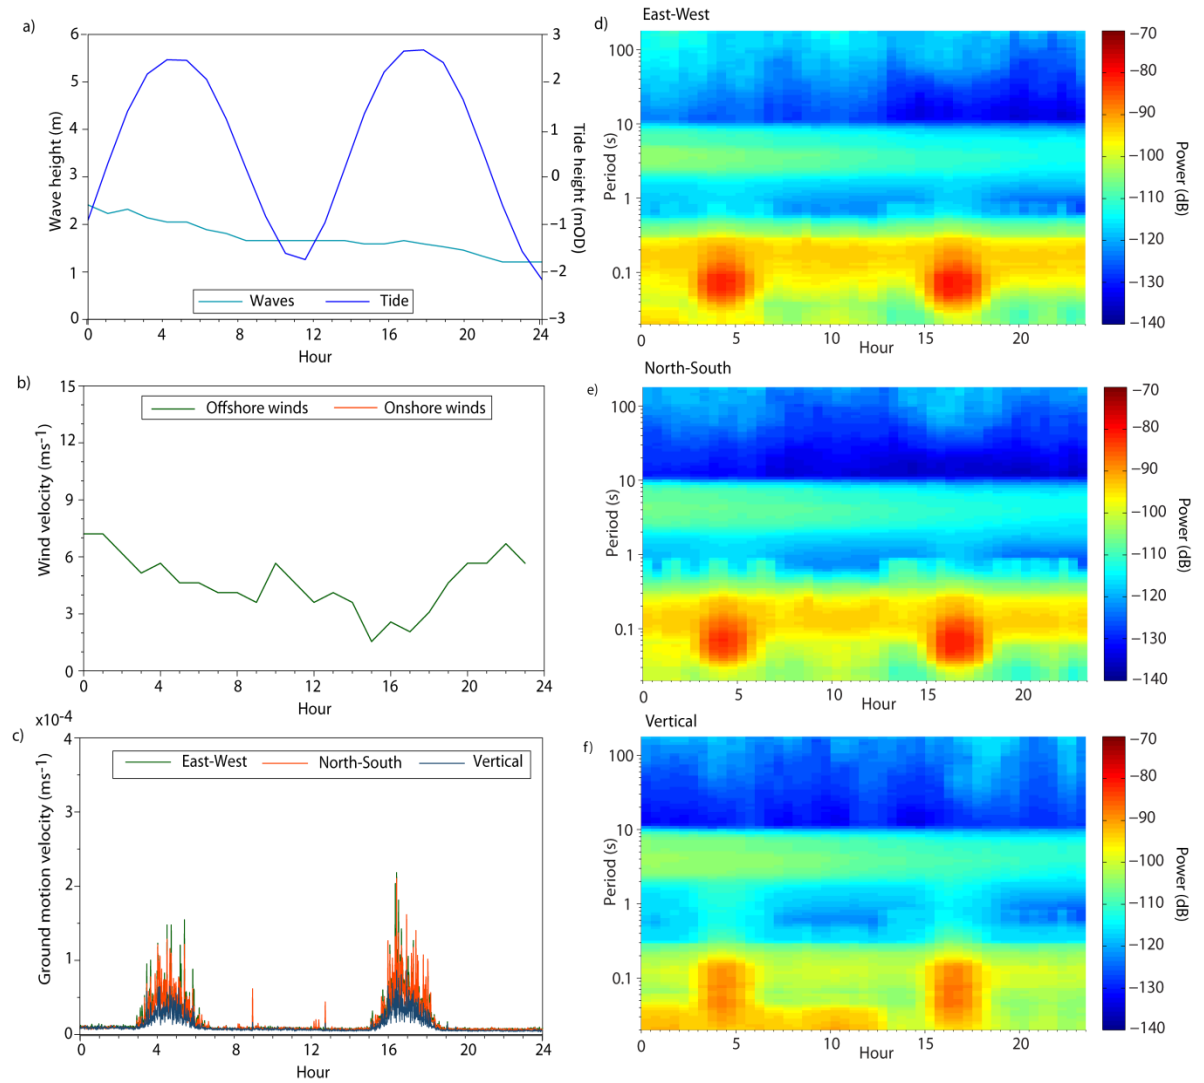 a)
6
5
4
3
2
1
0
Wave height (m)
3
2
1
0
−1
−2
−3
Tide height (mOD)
Waves
Tide
0
4
8
12
16
20
24
Hour
b)
15
12
9
6
3
0
Wind velocity (ms-1)
Offshore winds
Onshore winds
0
4
8
12
16
20
24
Hour
c)
x10-4
4
3
2
1
0
Ground motion velocity (ms-1)
East-West
North-South
Vertical
0
4
8
12
16
20
24
Hour
d)
East-West
100
10
1
0.1
Period (s)
0
5
10
15
20
Hour
−70
−80
−90
−100
−110
−120
−130
−140
Power (dB)
e)
North-South
100
10
1
0.1
Period (s)
0
5
10
15
20
Hour
−70
−80
−90
−100
−110
−120
−130
−140
Power (dB)
f)
Vertical
100
10
1
0.1
Period (s)
0
5
10
15
20
Hour
−70
−80
−90
−100
−110
−120
−130
−140
Power (dB)